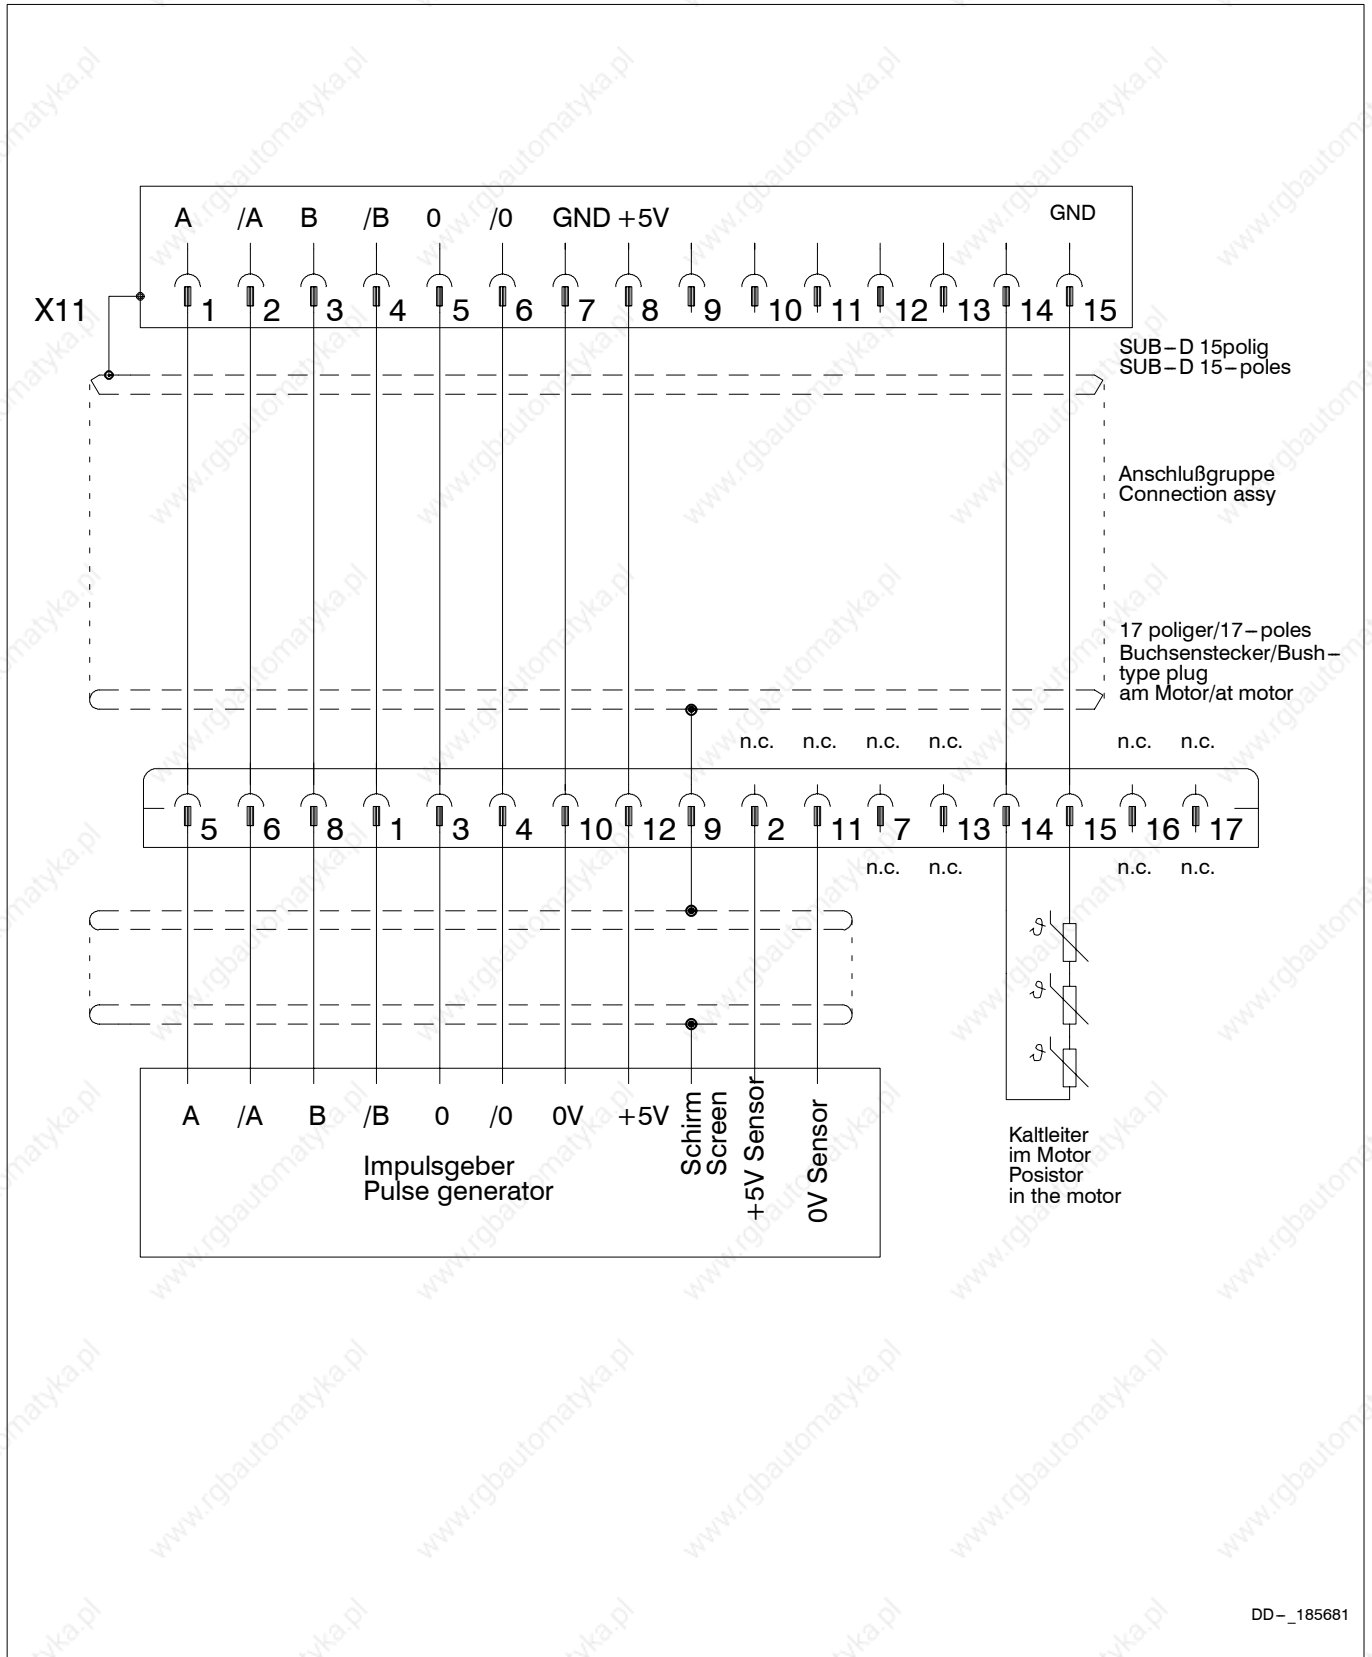 A /A B /B 0 /0 GND +5V GND
X11 1 2 3 4 5 6 7 8 9 10 11 12 13 14 15
SUB-D 15polig
SUB-D 15-poles
Anschlußgruppe
Connection assy
17 poliger/17-poles
Buchsenstecker/Bush-
type plug
am Motor/at motor
n.c. n.c. n.c. n.c. n.c. n.c.
5 6 8 1 3 4 10 12 9 2 11 7 13 14 15 16 17
n.c. n.c. n.c. n.c.
ϑ
ϑ
ϑ
A /A B /B 0 /0 0V +5V
Schirm
Screen
+5V Sensor
0V Sensor
Impulsgeber
Pulse generator
Kaltleiter
im Motor
Posistor
in the motor
DD-_185681
www.rgbautomatyka.pl